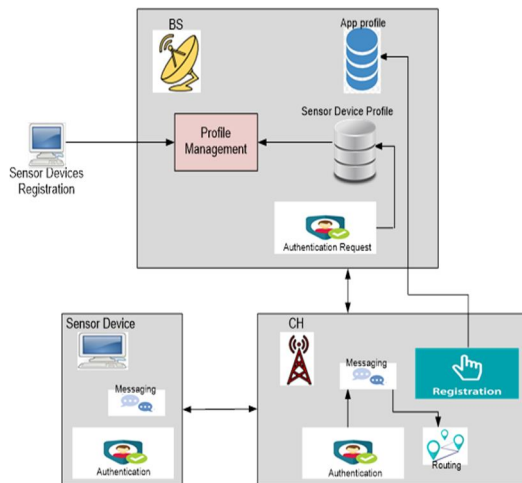 BS
App profile
Sensor Device Profile
Profile
Management
Sensor Devices
Registration
Authentication Request
Sensor Device
Messaging
Authentication
CH
Messaging
Registration
Authentication
Routing